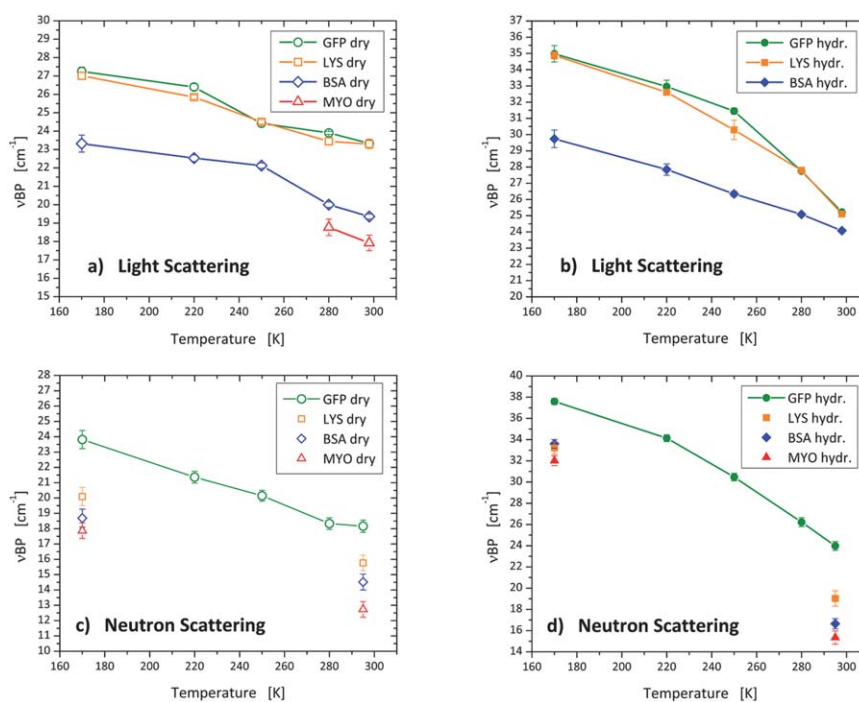 30
29
28
27
26
25
24
23
22
21
20
19
18
17
16
15
νBP [cm⁻¹]
GFP dry
LYS dry
BSA dry
MYO dry
a) Light Scattering
160 180 200 220 240 260 280 300
Temperature [K]
37
36
35
34
33
32
31
30
29
28
27
26
25
24
23
22
21
20
νBP [cm⁻¹]
GFP hydr.
LYS hydr.
BSA hydr.
b) Light Scattering
160 180 200 220 240 260 280 300
Temperature [K]
28
27
26
25
24
23
22
21
20
19
18
17
16
15
14
13
12
11
10
νBP [cm⁻¹]
GFP dry
LYS dry
BSA dry
MYO dry
c) Neutron Scattering
160 180 200 220 240 260 280 300
Temperature [K]
40
38
36
34
32
30
28
26
24
22
20
18
16
14
νBP [cm⁻¹]
GFP hydr.
LYS hydr.
BSA hydr.
MYO hydr.
d) Neutron Scattering
160 180 200 220 240 260 280 300
Temperature [K]